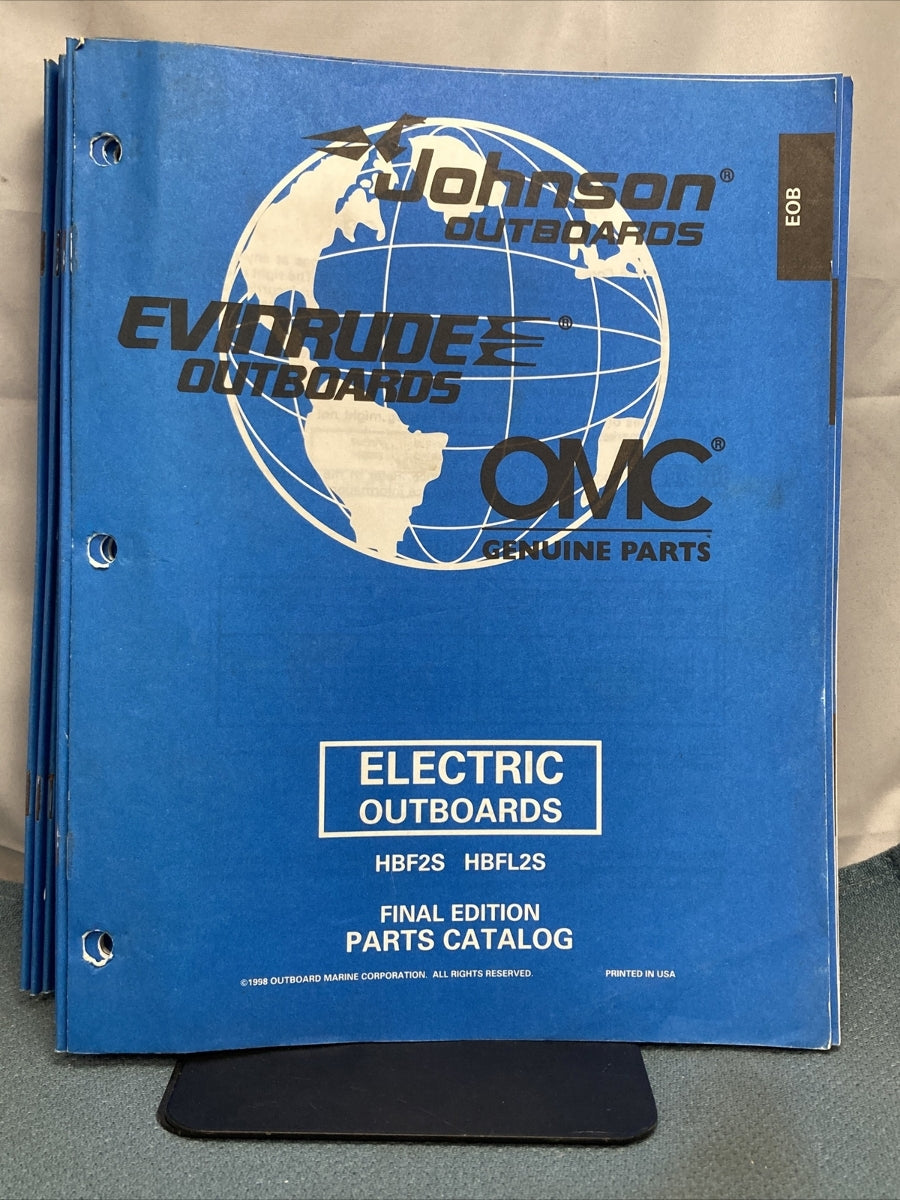 Johnson®
OUTBOARDS
EOB
EVINRUDE®
OUTBOARDS
OMC®
GENUINE PARTS
ELECTRIC
OUTBOARDS
HBF2S HBFL2S
FINAL EDITION
PARTS CATALOG
©1998 OUTBOARD MARINE CORPORATION. ALL RIGHTS RESERVED. PRINTED IN USA